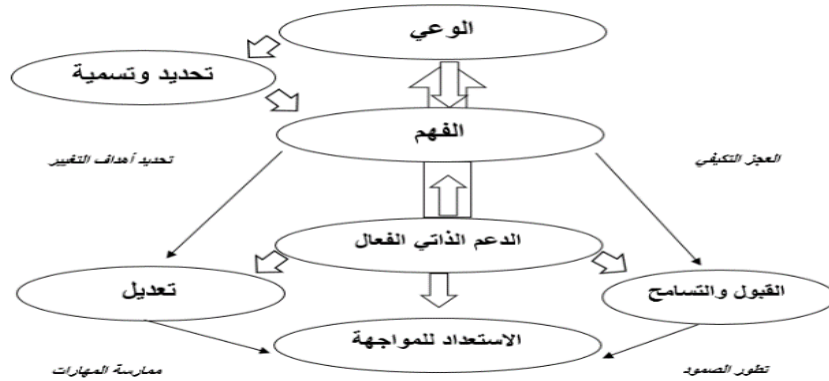 الوعي
تحديد وتسمية
الفهم
العجز التكيفي
تحديد أهداف التغيير
الدعم الذاتي الفعال
القبول والتسامح
تعديل
الاستعداد للمواجهة
تطور الصمود
ممارسة المهارات